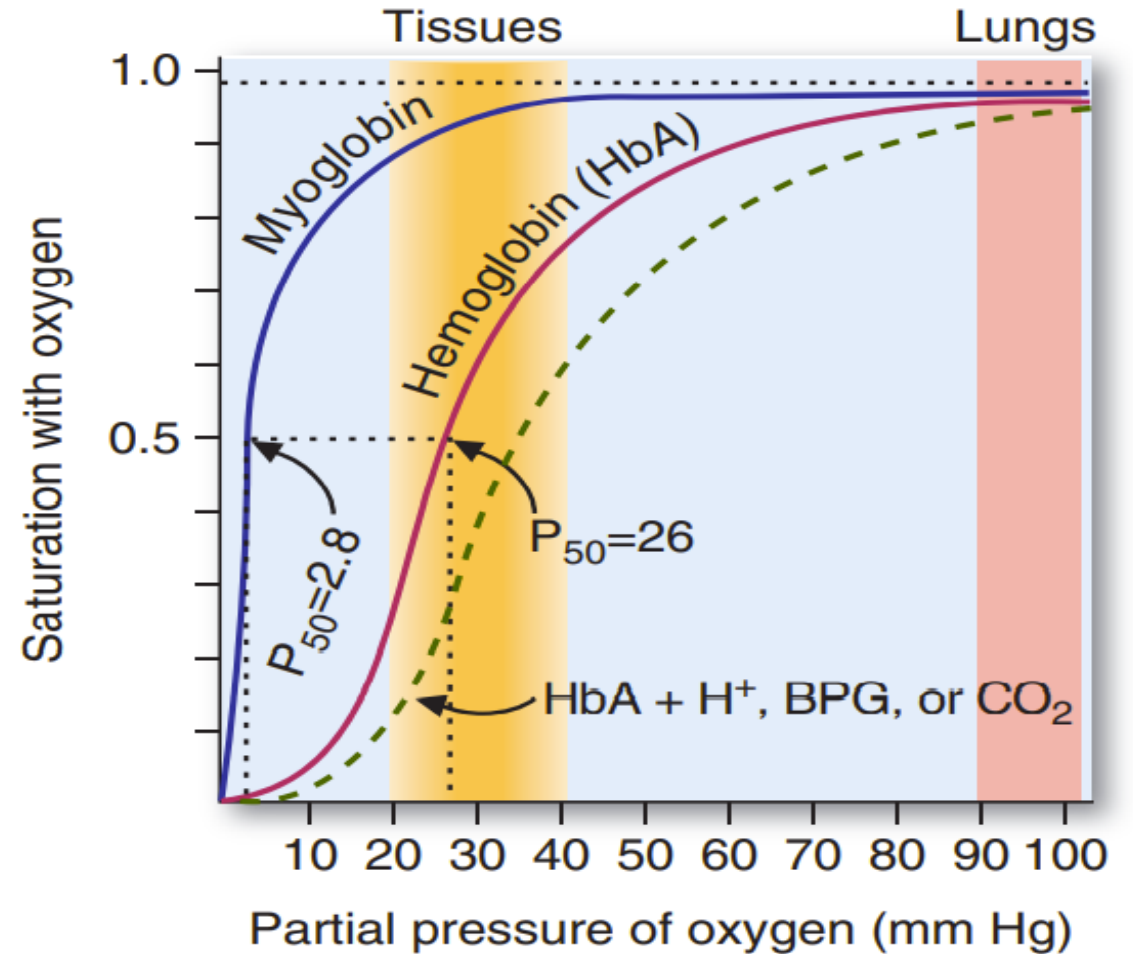 Tissues
Lungs
1.0
Myoglobin
Hemoglobin (HbA)
Saturation with oxygen
0.5
P₅₀=2.8
P₅₀=26
HbA + H⁺, BPG, or CO₂
10 20 30 40 50 60 70 80 90 100
Partial pressure of oxygen (mm Hg)